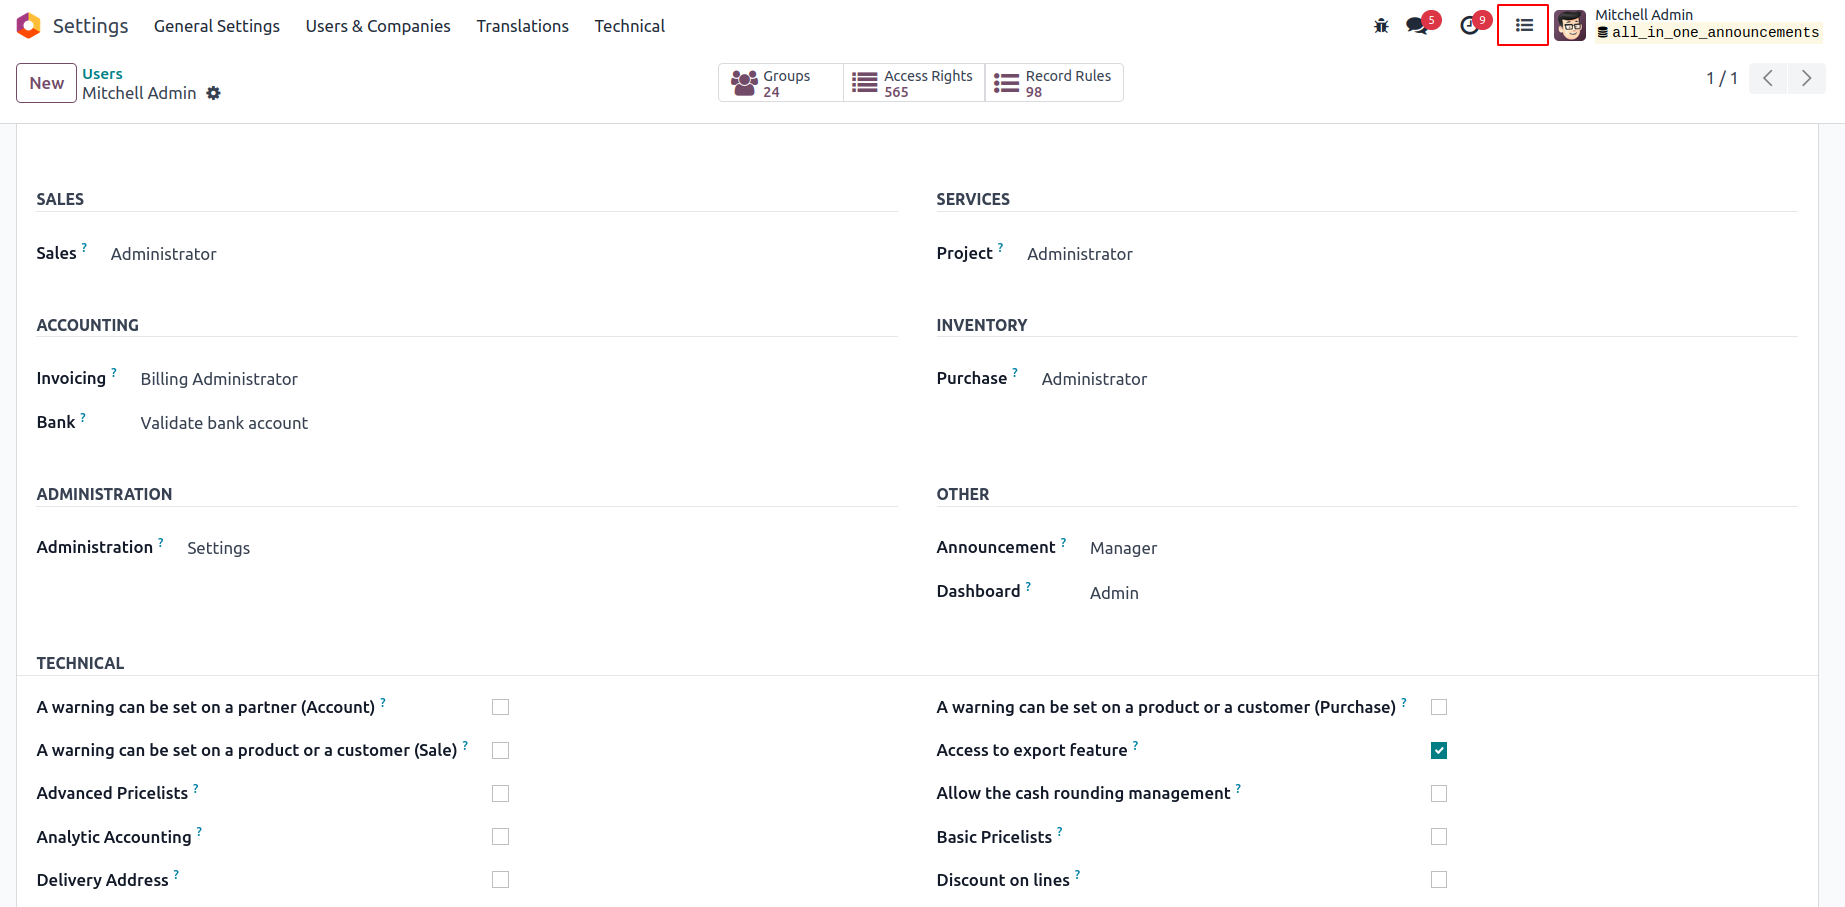 Settings General Settings Users & Companies Translations Technical 5 9 Mitchell Admin
all_in_one_announcements
New Users Groups 24 Access Rights 565 Record Rules 98 1 / 1
Mitchell Admin
SALES SERVICES
Sales ? Administrator Project ? Administrator
ACCOUNTING INVENTORY
Invoicing ? Billing Administrator Purchase ? Administrator
Bank ? Validate bank account
ADMINISTRATION OTHER
Administration ? Settings Announcement ? Manager
Dashboard ? Admin
TECHNICAL
A warning can be set on a partner (Account) ? A warning can be set on a product or a customer (Purchase) ?
A warning can be set on a product or a customer (Sale) ? Access to export feature ?
Advanced Pricelists ? Allow the cash rounding management ?
Analytic Accounting ? Basic Pricelists ?
Delivery Address ? Discount on lines ?